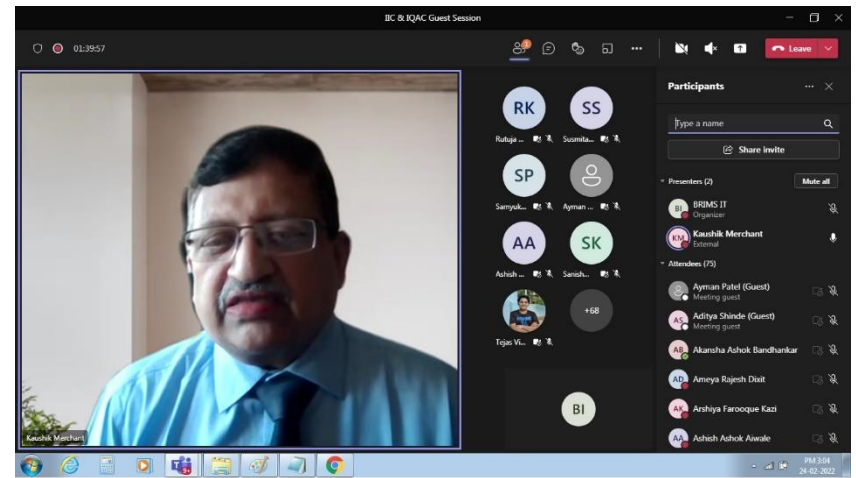 IIC & IQAC Guest Session
01:39:57
1
Leave
Kaushik Merchant
RK
SS
Rutuja ...
Susmita...
SP
Samyuk...
Ayman ...
AA
SK
Ashish ...
Sanish...
+68
Tejas Vi...
BI
Participants
Type a name
Share invite
Presenters (2)
Mute all
BI
BRIMS IT
Organizer
KM
Kaushik Merchant
External
Attendees (75)
Ayman Patel (Guest)
Meeting guest
AS
Aditya Shinde (Guest)
Meeting guest
AB
Akansha Ashok Bandhankar
AD
Ameya Rajesh Dixit
AK
Arshiya Farooque Kazi
AA
Ashish Ashok Aiwale
PM 3:04
24-02-2022